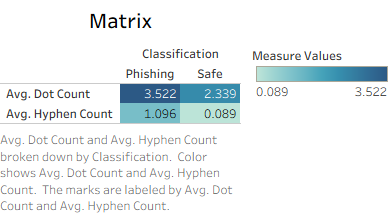 Matrix
Classification
Phishing Safe
Avg. Dot Count 3.522 2.339
Avg. Hyphen Count 1.096 0.089
Measure Values
0.089 3.522
Avg. Dot Count and Avg. Hyphen Count
broken down by Classification. Color
shows Avg. Dot Count and Avg. Hyphen
Count. The marks are labeled by Avg. Dot
Count and Avg. Hyphen Count.